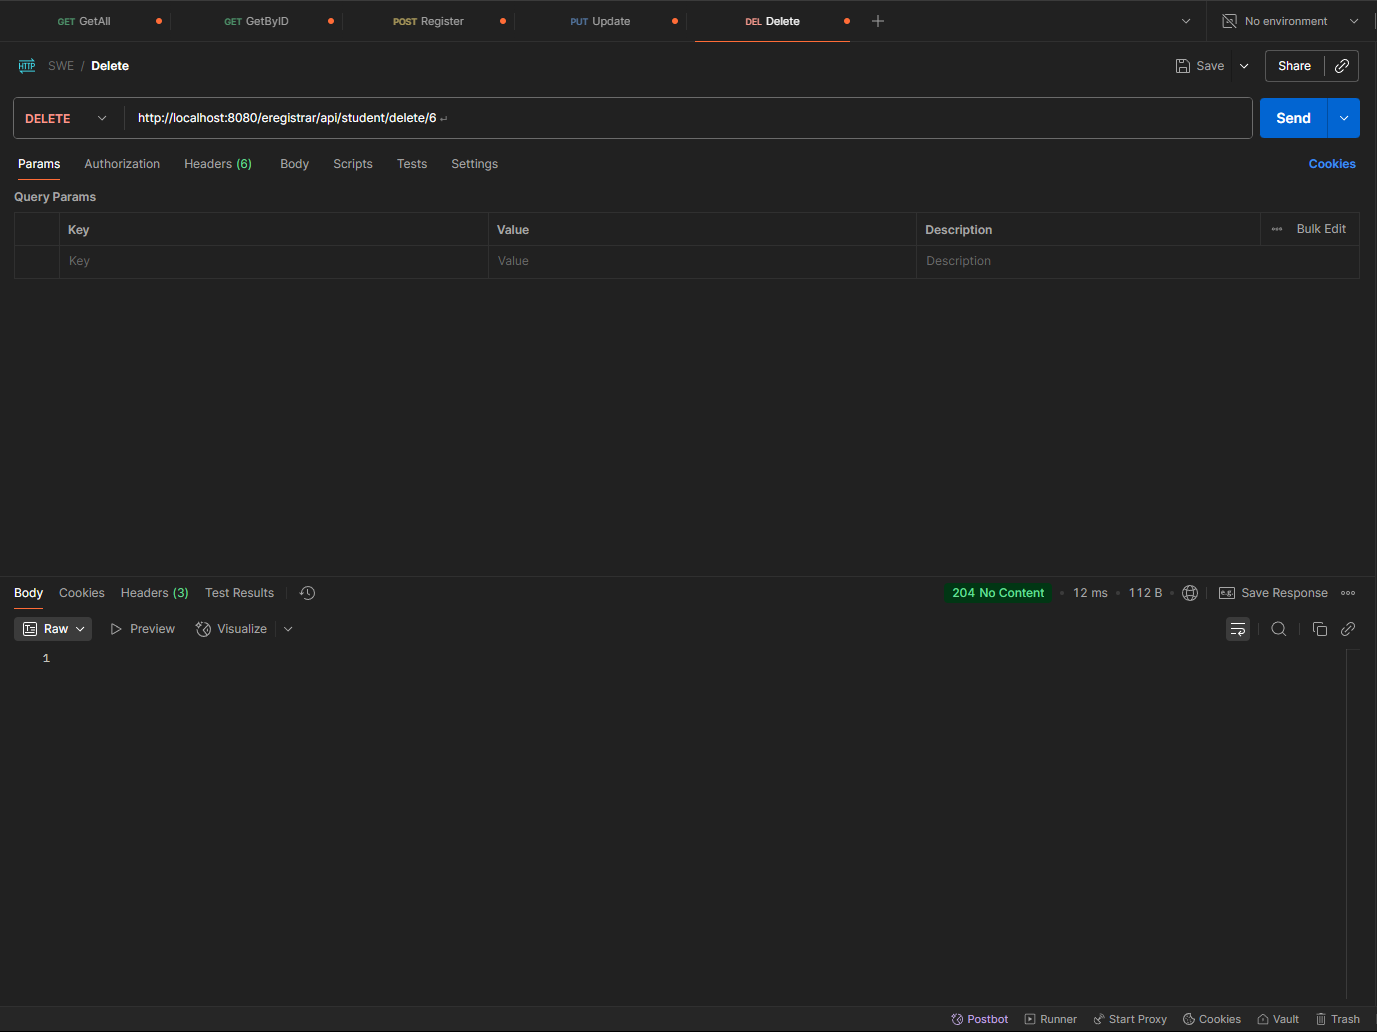 GET GetAll GET GetByID POST Register PUT Update DEL Delete No environment
HTTP SWE / Delete Save Share
DELETE http://localhost:8080/eregistrar/api/student/delete/6 ↵ Send
Params Authorization Headers (6) Body Scripts Tests Settings Cookies
Query Params
Key Value Description Bulk Edit
Key Value Description
Body Cookies Headers (3) Test Results 204 No Content • 12 ms • 112 B e.g. Save Response
Raw Preview Visualize
1
Postbot Runner Start Proxy Cookies Vault Trash